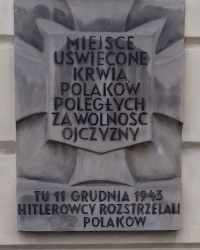 MIEJSCE
UŚWIĘCONE
KRWIĄ
POLAKÓW
POLEGŁYCH
ZA WOLNOŚĆ
OJCZYZNY
TU 11 GRUDNIA 1943
HITLEROWCY ROZSTRZELALI
POLAKÓW